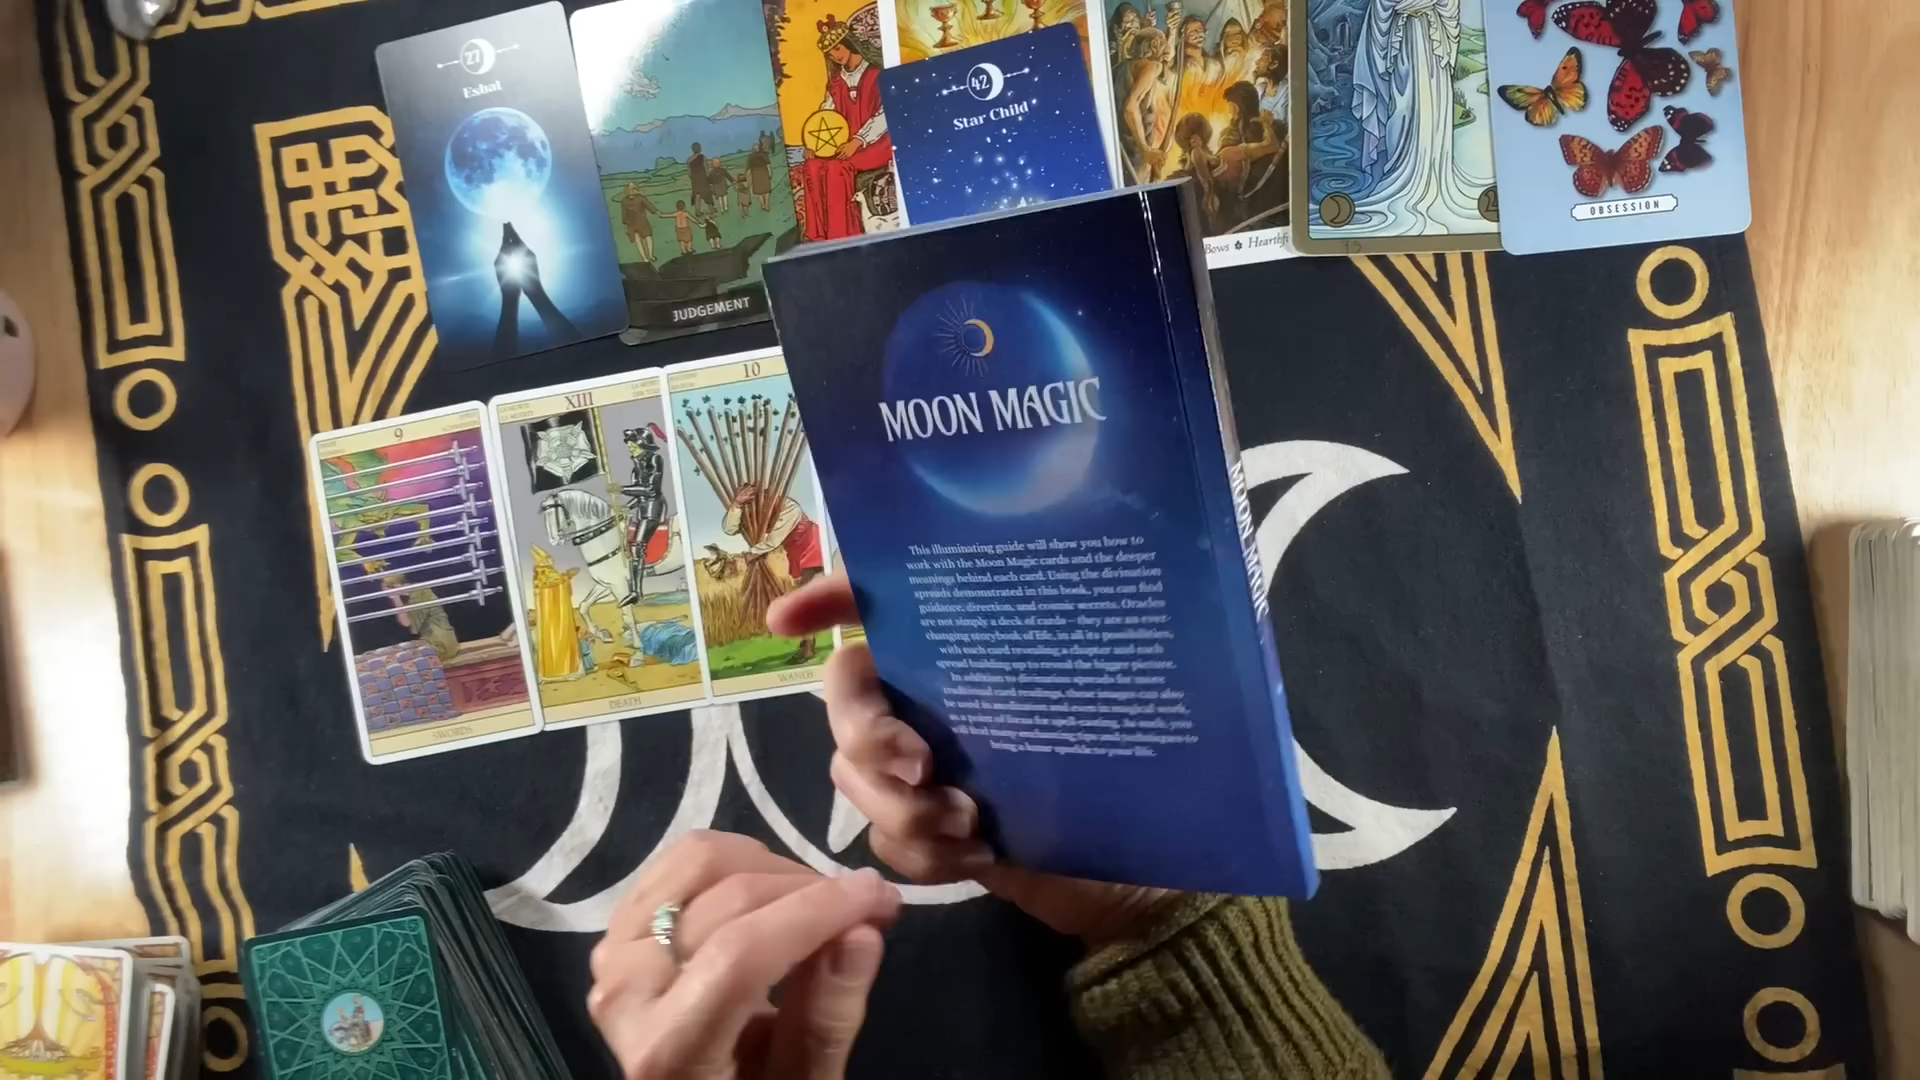 27
Esbat
JUDGEMENT
42
Star Child
Bows Hearthfi
OBSESSION
9
SWORDS
XIII
DEATH
10
WANDS
MOON MAGIC
This illuminating guide will show you how to
work with the Moon Magic cards and the deeper
meanings behind each card. Using the divination
spreads demonstrated in this book, you can find
guidance, direction, and cosmic secrets. Oracles
are not simply a deck of cards – they are an ever-
changing storybook of life, in all its possibilities,
with each card revealing a chapter and each
spread building up to reveal the bigger picture.
In addition to divination spreads for more
traditional card readings, these images can also
be used in meditation and even in magical work,
as a point of focus for spell-casting. As such, you
will find many enchanting tips and techniques to
bring a lunar sparkle to your life.
MOON MAGIC